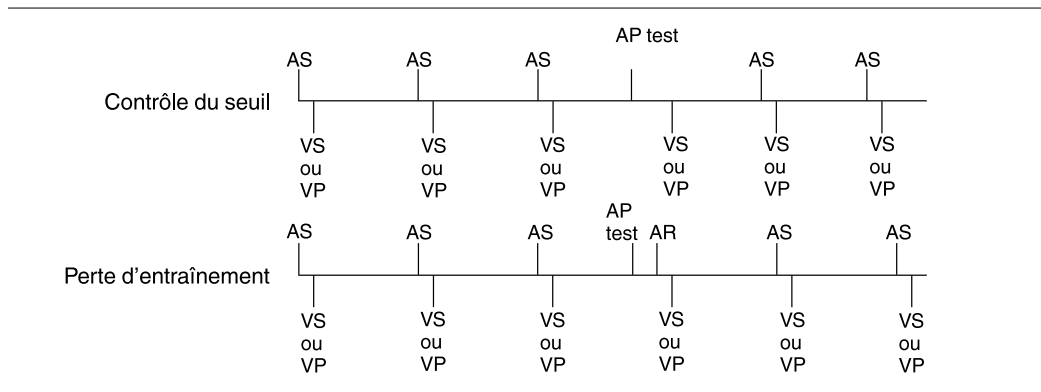 AP test
AS AS AS AS AS
Contrôle du seuil
VS VS VS VS VS VS
ou ou ou ou ou ou
VP VP VP VP VP VP
AP
AS AS AS test AR AS AS
Perte d'entraînement
VS VS VS VS VS VS
ou ou ou ou ou ou
VP VP VP VP VP VP